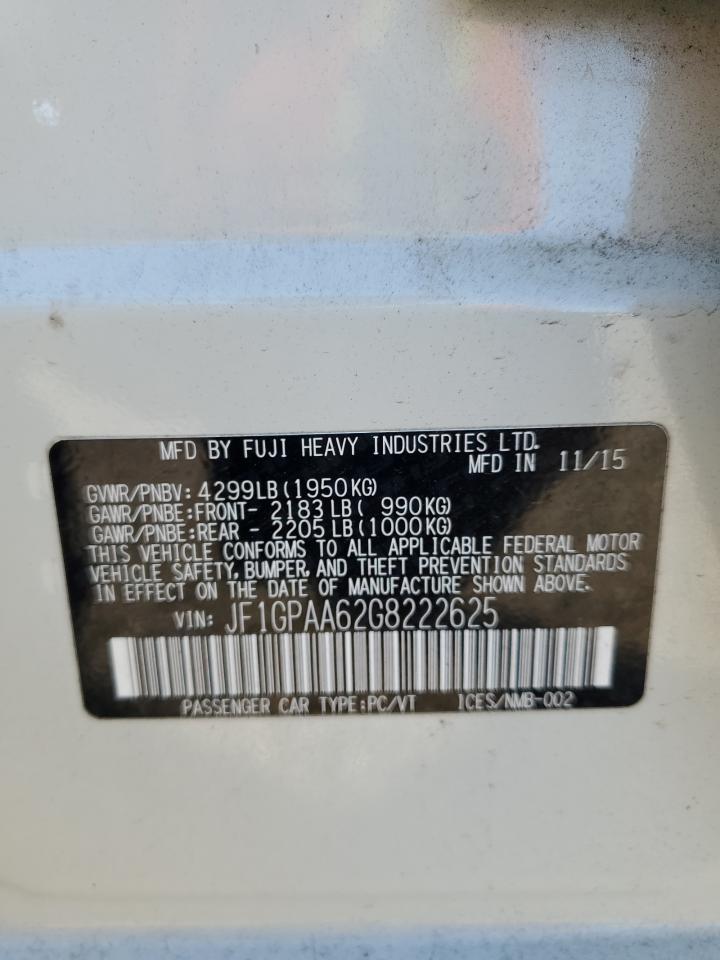 MFD BY FUJI HEAVY INDUSTRIES LTD.
MFD IN 11/15
GVWR/PNBV: 4299LB(1950KG)
GAWR/PNBE:FRONT- 2183LB( 990KG)
GAWR/PNBE:REAR - 2205LB(1000KG)
THIS VEHICLE CONFORMS TO ALL APPLICABLE FEDERAL MOTOR
VEHICLE SAFETY, BUMPER, AND THEFT PREVENTION STANDARDS
IN EFFECT ON THE DATE OF MANUFACTURE SHOWN ABOVE.
VIN: JF1GPAA62G8222625
PASSENGER CAR TYPE:PC/VT ICES/NMB-002